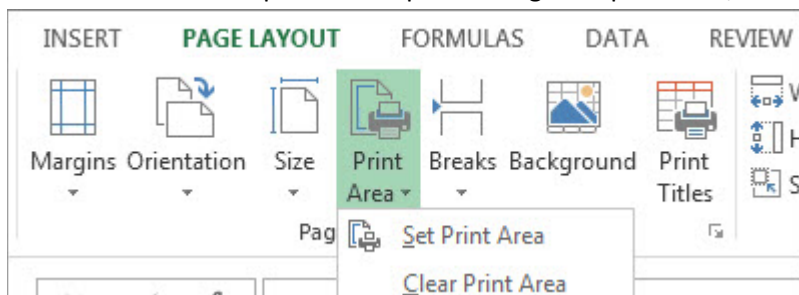 INSERT PAGE LAYOUT FORMULAS DATA REVIEW
Margins Orientation Size Print Area Breaks Background Print Titles
Pag
Set Print Area
Clear Print Area